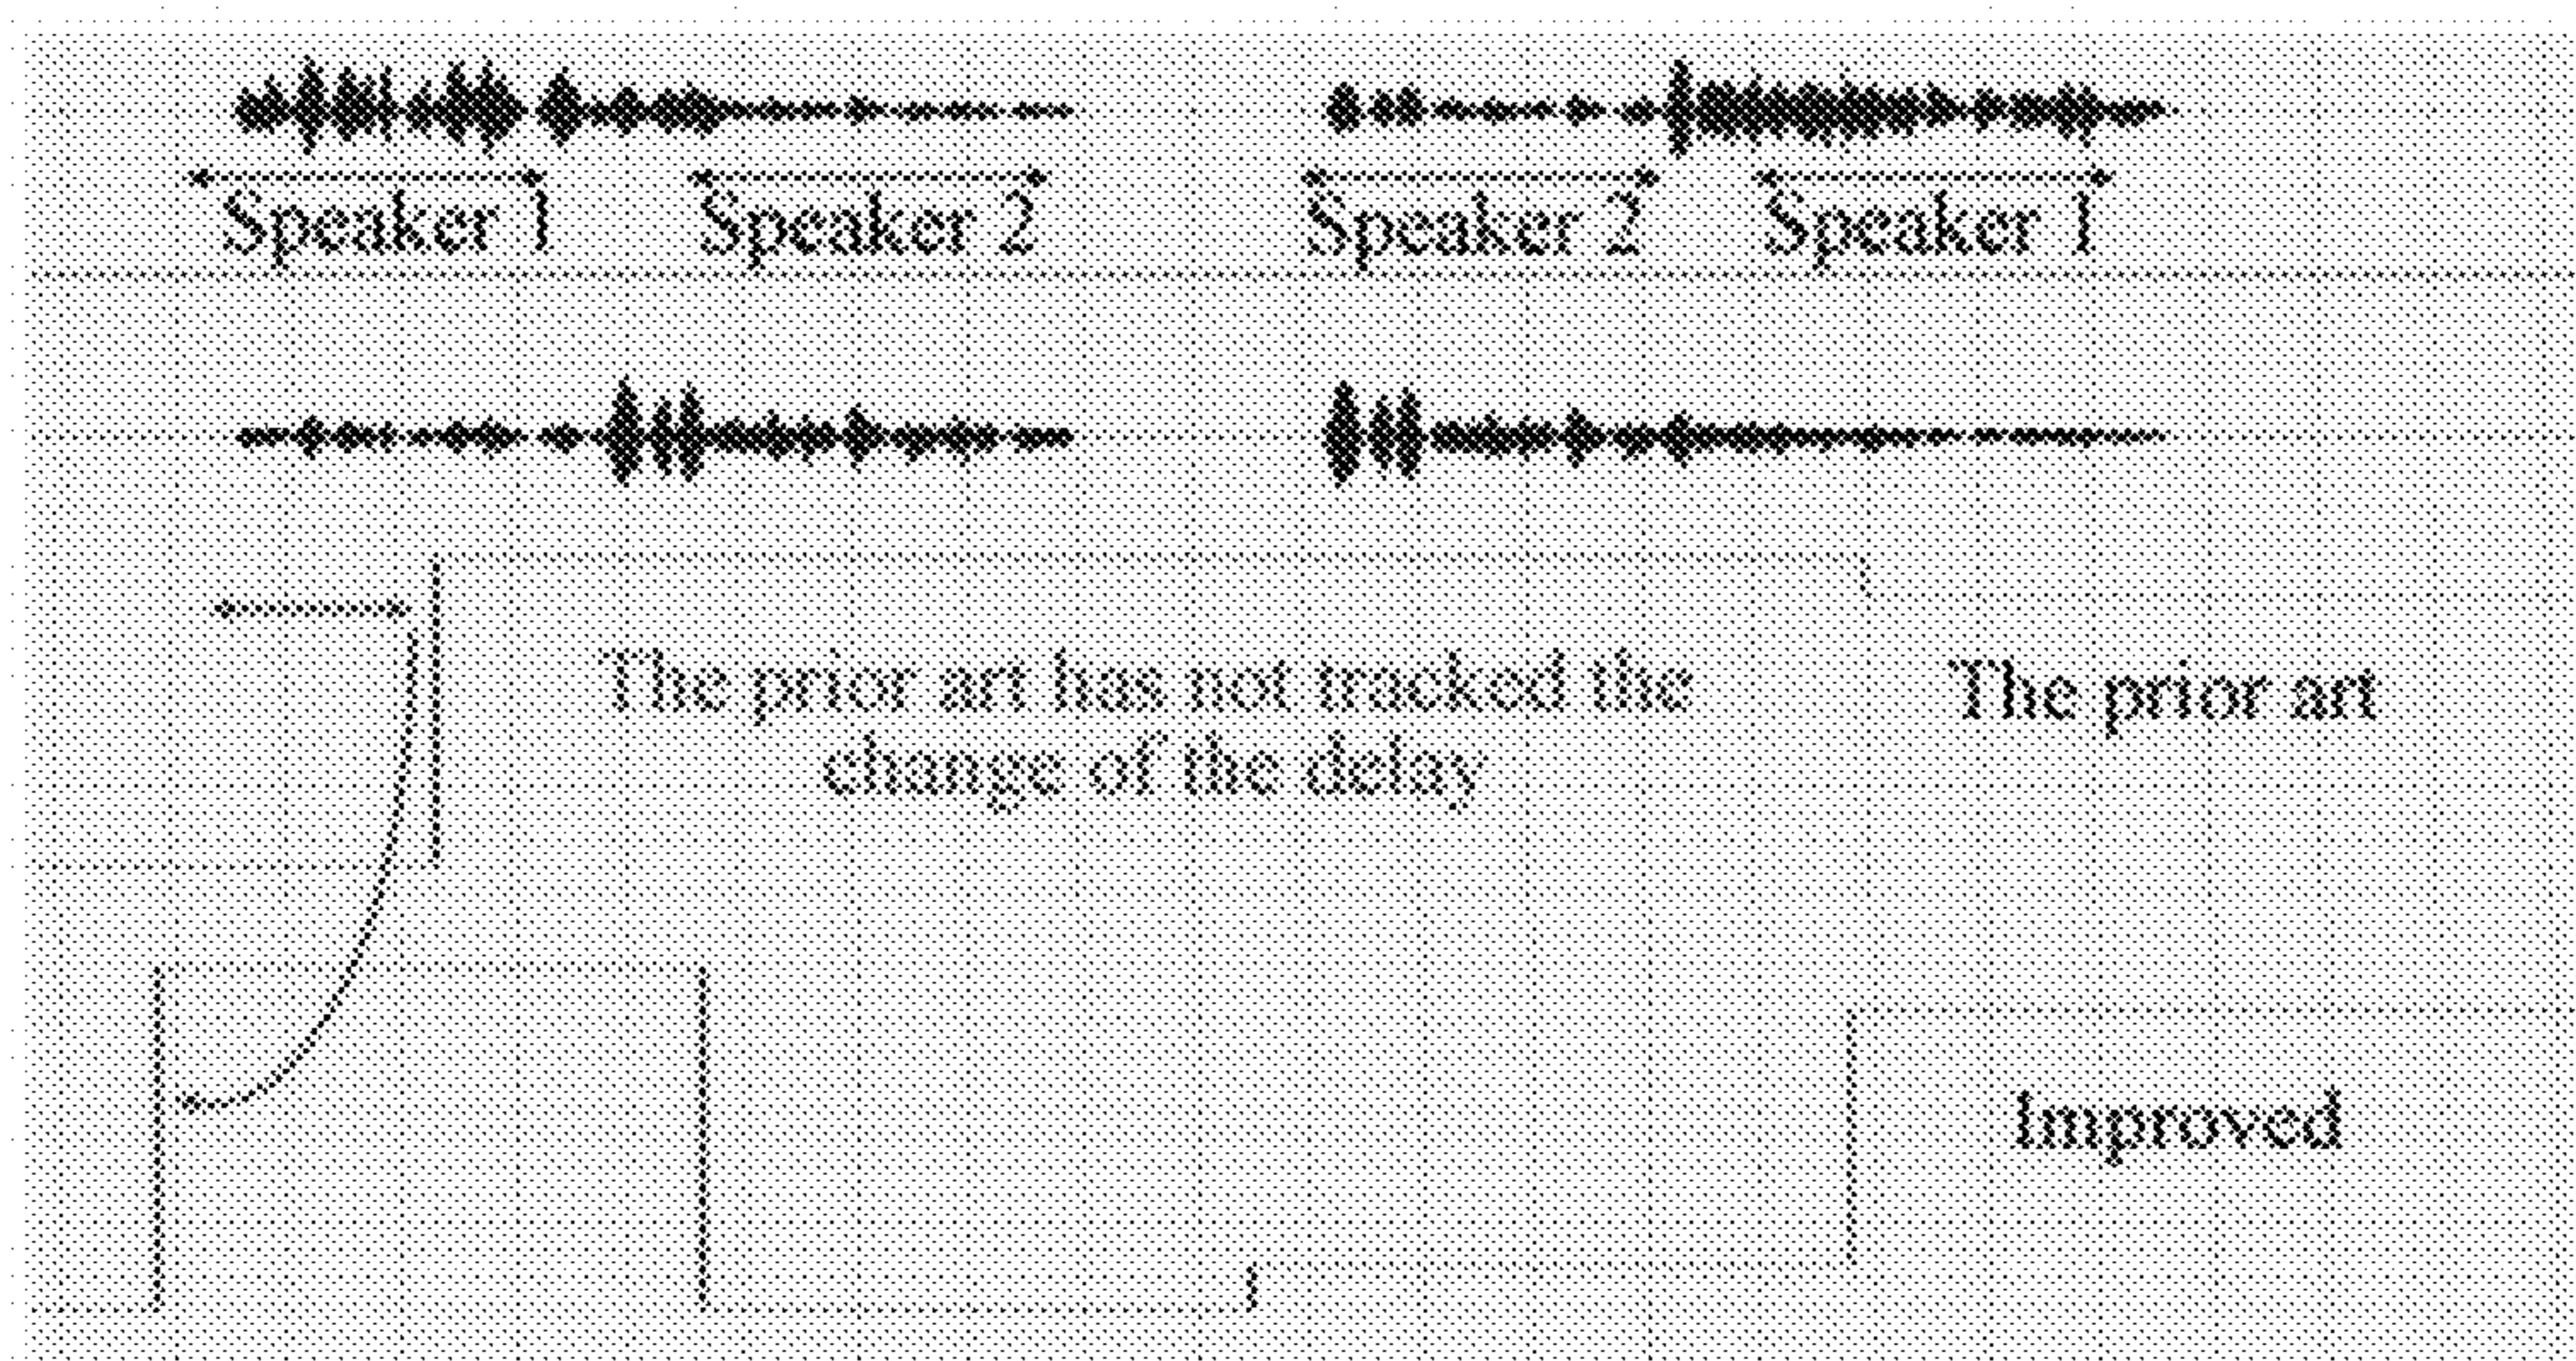 Speaker 1 Speaker 2 Speaker 2 Speaker 1
The prior art has not tracked the
change of the delay
The prior art
Improved